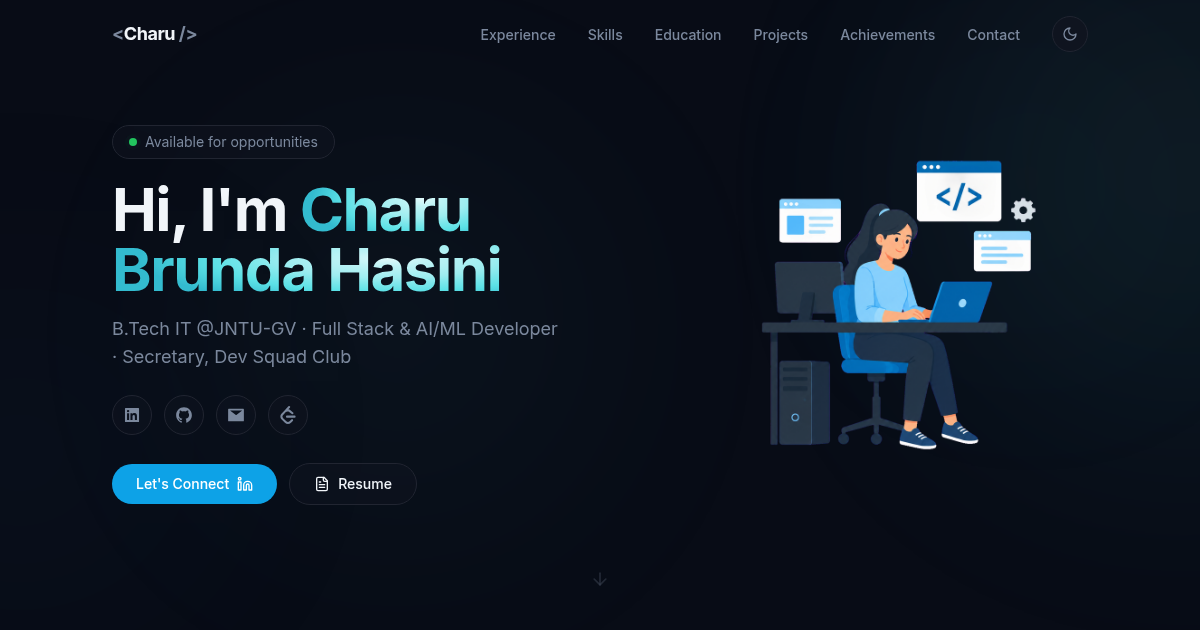 <Charu />
Experience Skills Education Projects Achievements Contact
Available for opportunities
Hi, I'm Charu
Brunda Hasini
B.Tech IT @JNTU-GV · Full Stack & AI/ML Developer
· Secretary, Dev Squad Club
Let's Connect
Resume
</>